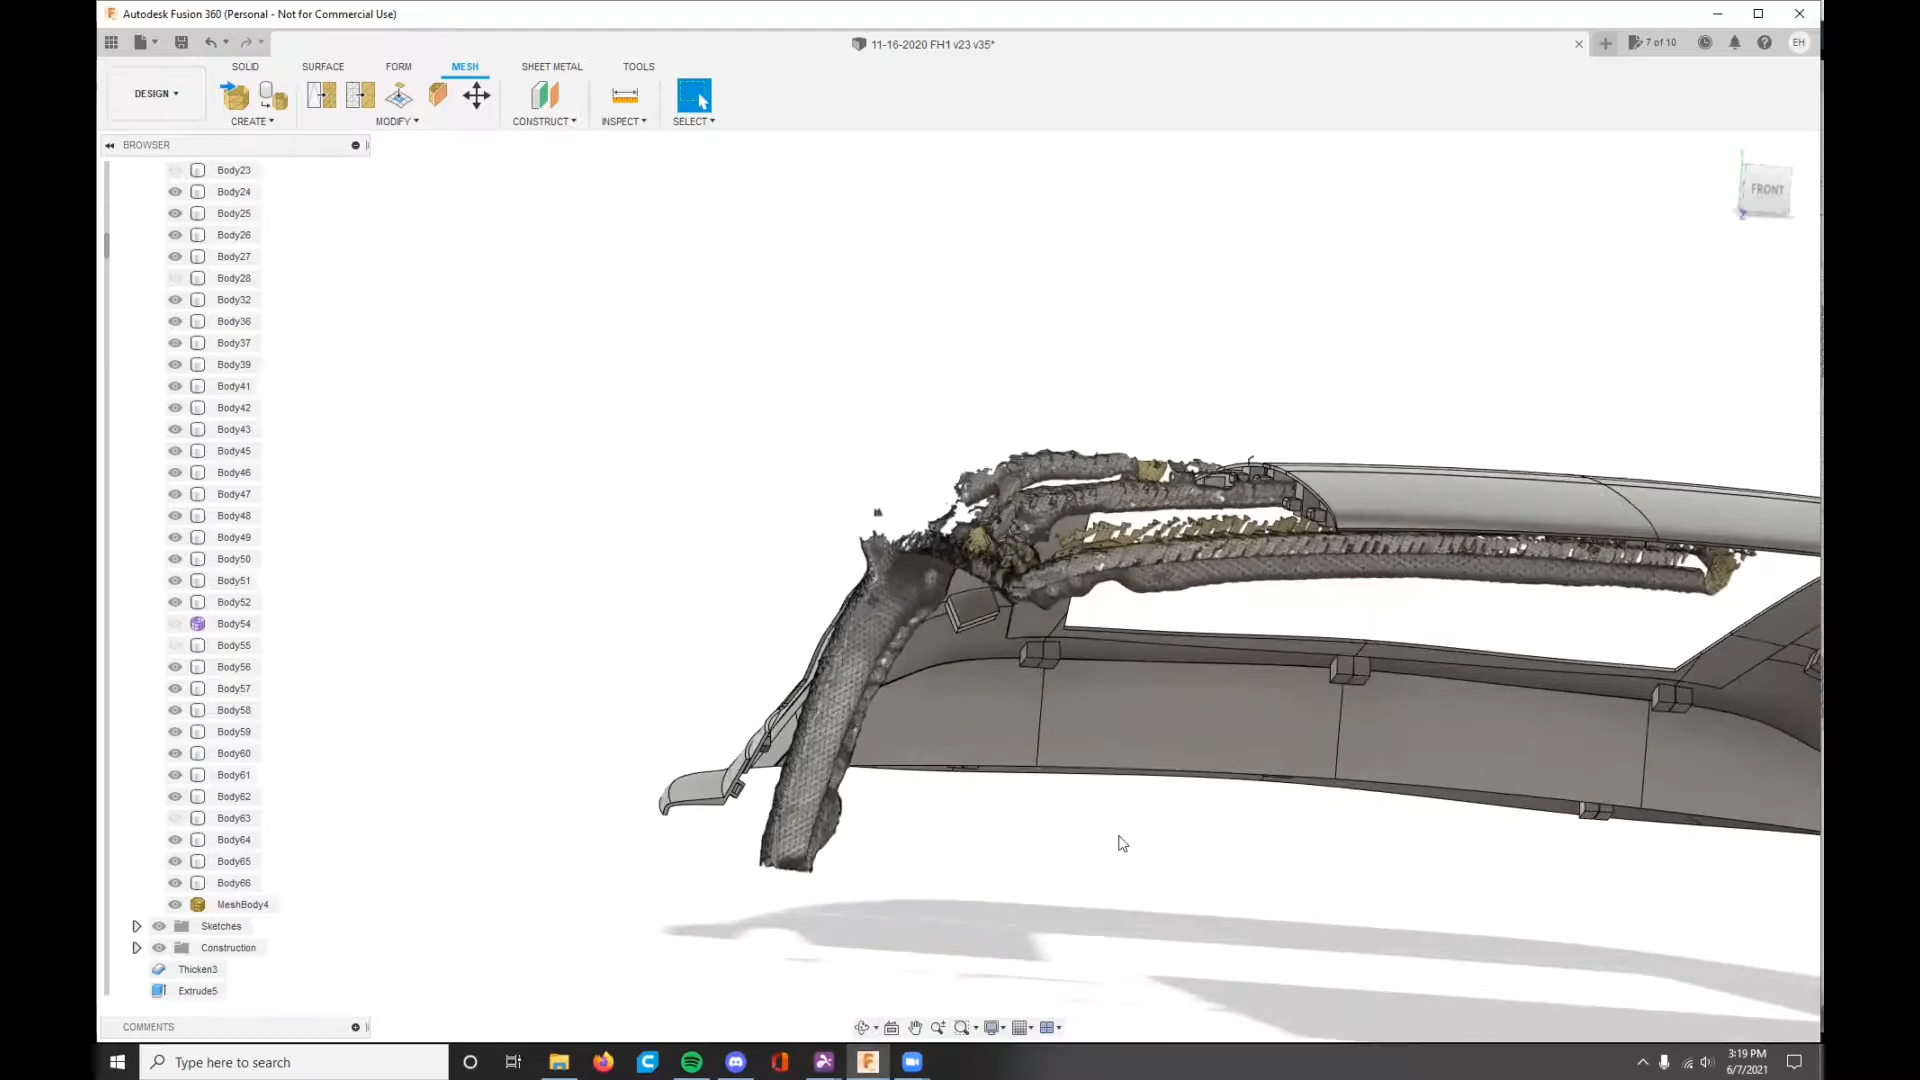 Autodesk Fusion 360 (Personal - Not for Commercial Use)
11-16-2020 FH1 v23 v35*
7 of 10
EH
SOLID
SURFACE
FORM
MESH
SHEET METAL
TOOLS
DESIGN
CREATE
MODIFY
CONSTRUCT
INSPECT
SELECT
BROWSER
FRONT
Body23
Body24
Body25
Body26
Body27
Body28
Body32
Body36
Body37
Body39
Body41
Body42
Body43
Body45
Body46
Body47
Body48
Body49
Body50
Body51
Body52
Body54
Body55
Body56
Body57
Body58
Body59
Body60
Body61
Body62
Body63
Body64
Body65
Body66
MeshBody4
Sketches
Construction
Thicken3
Extrude5
COMMENTS
Type here to search
3:19 PM
6/7/2021